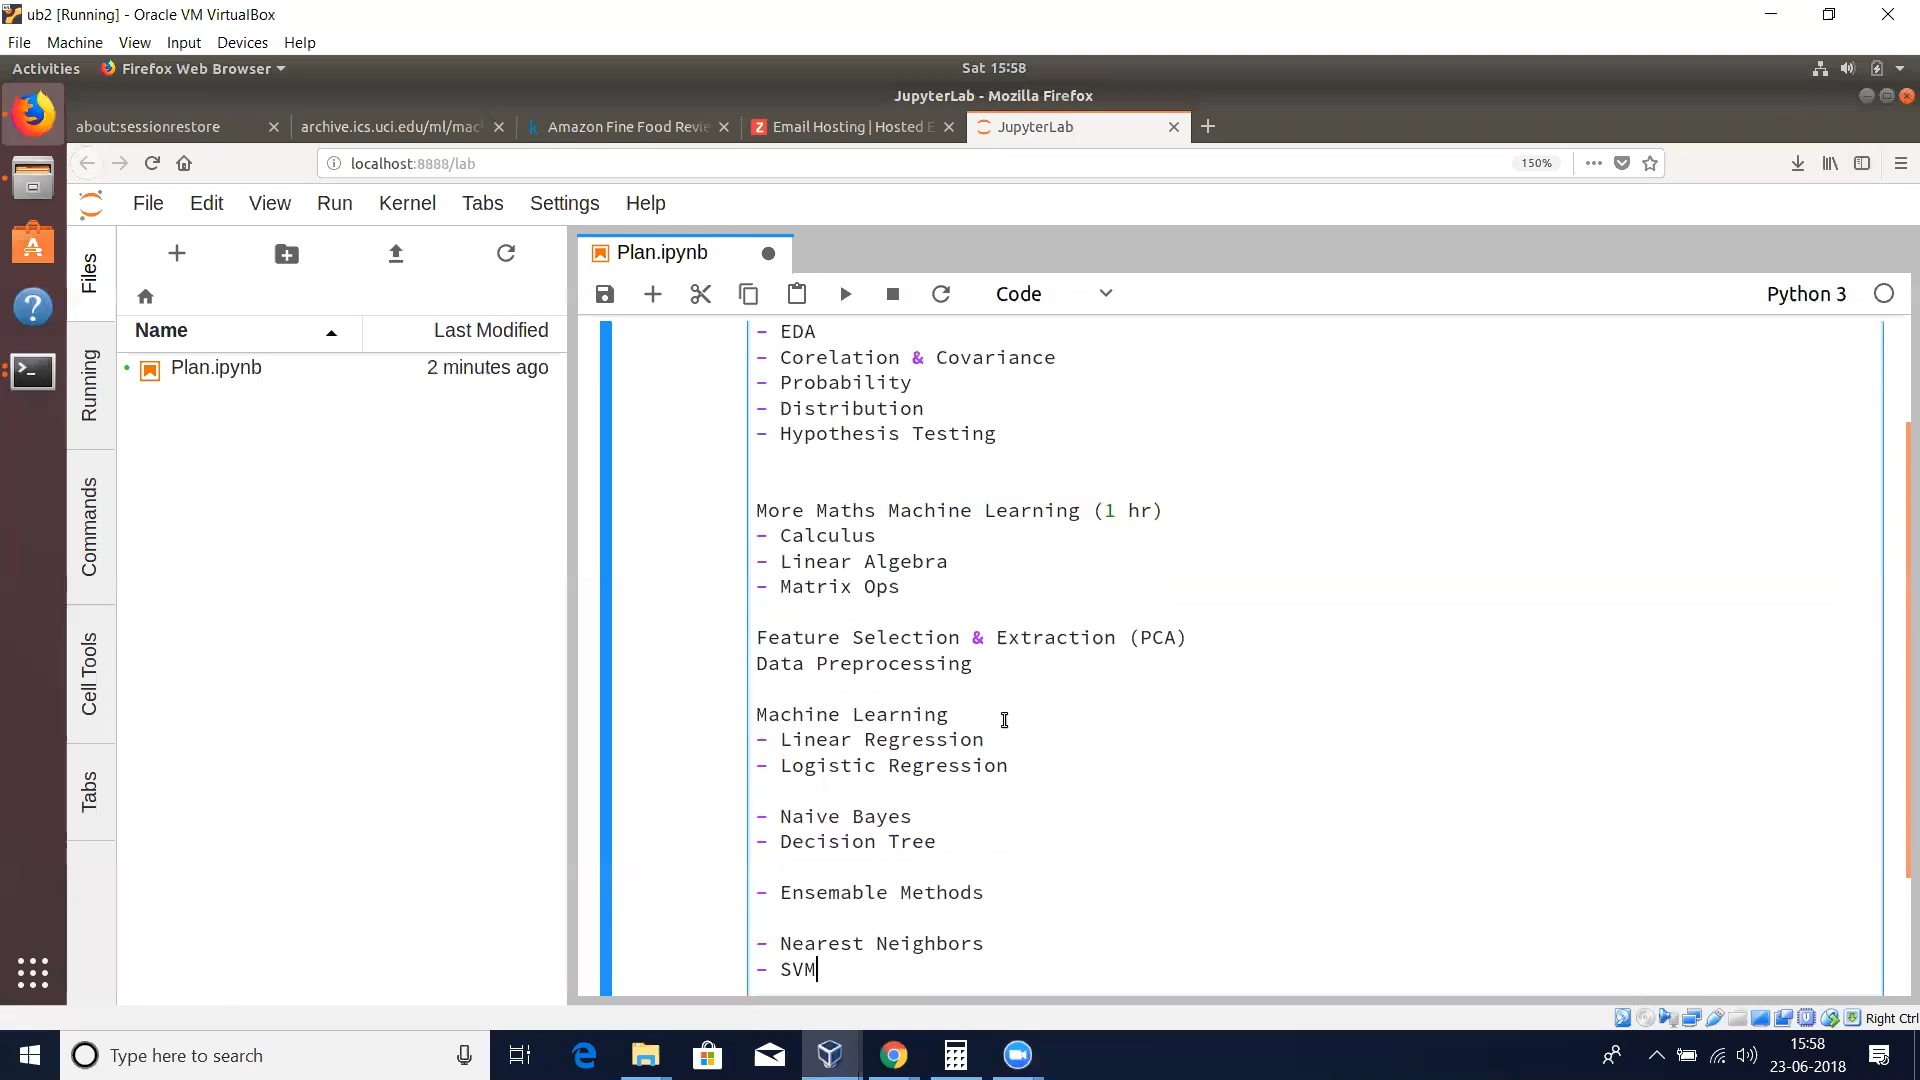 ub2 [Running] - Oracle VM VirtualBox
File Machine View Input Devices Help
Activities Firefox Web Browser Sat 15:58
JupyterLab - Mozilla Firefox
about:sessionrestore archive.ics.uci.edu/ml/mac Amazon Fine Food Revie Email Hosting | Hosted E JupyterLab
localhost:8888/lab 150%
File Edit View Run Kernel Tabs Settings Help
Files
Running
Commands
Cell Tools
Tabs
Name Last Modified
Plan.ipynb 2 minutes ago
Plan.ipynb
Code Python 3
- EDA
- Corelation & Covariance
- Probability
- Distribution
- Hypothesis Testing
More Maths Machine Learning (1 hr)
- Calculus
- Linear Algebra
- Matrix Ops
Feature Selection & Extraction (PCA)
Data Preprocessing
Machine Learning
- Linear Regression
- Logistic Regression
- Naive Bayes
- Decision Tree
- Ensemable Methods
- Nearest Neighbors
- SVM
Right Ctrl
Type here to search
15:58
23-06-2018